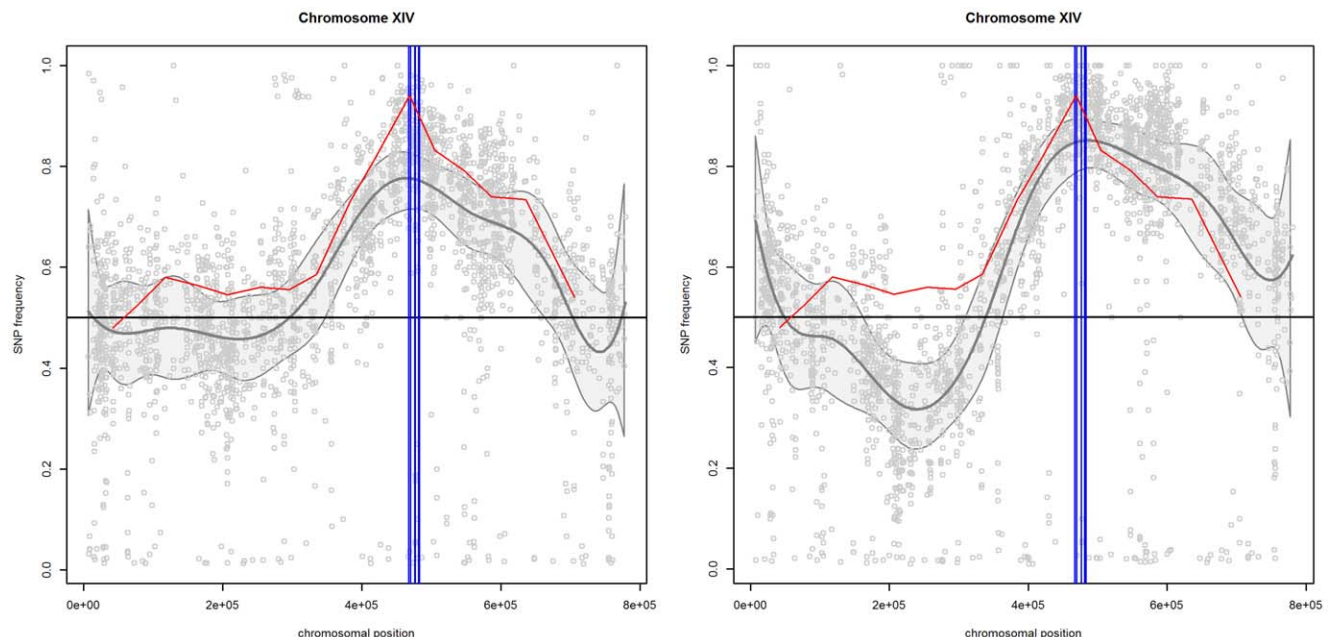 Chromosome XIV
SNP frequency
1.0
0.8
0.6
0.4
0.2
0.0
0e+00 2e+05 4e+05 6e+05 8e+05
chromosomal position
Chromosome XIV
SNP frequency
1.0
0.8
0.6
0.4
0.2
0.0
0e+00 2e+05 4e+05 6e+05 8e+05
chromosomal position